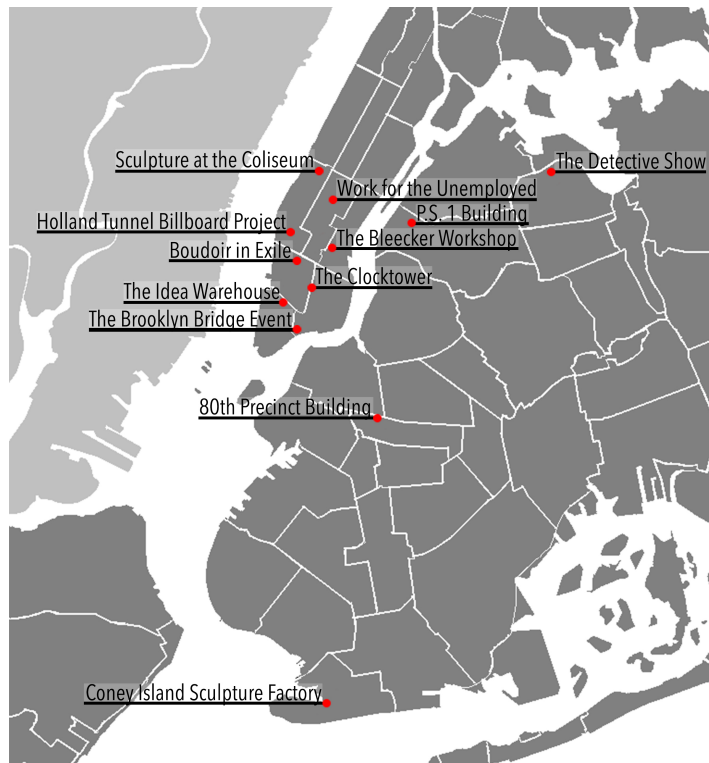 Sculpture at the Coliseum
The Detective Show
Work for the Unemployed
P.S. 1 Building
Holland Tunnel Billboard Project
The Bleecker Workshop
Boudoir in Exile
The Clocktower
The Idea Warehouse
The Brooklyn Bridge Event
80th Precinct Building
Coney Island Sculpture Factory